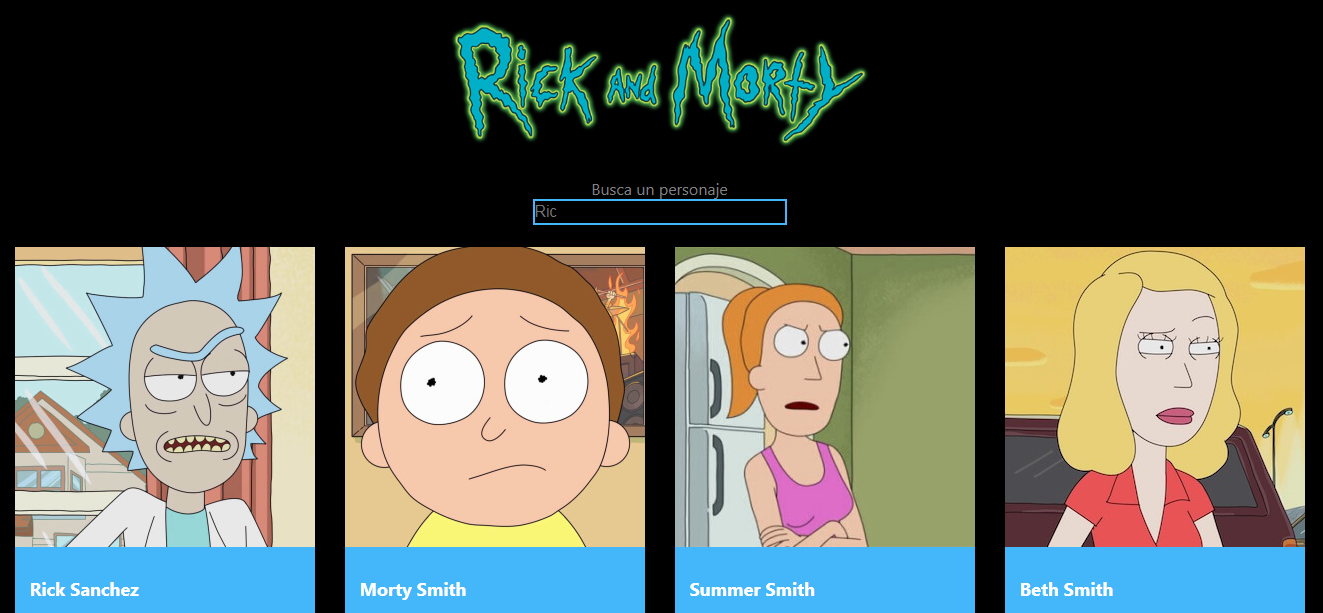 Rick and Morty
Busca un personaje
Ric
Rick Sanchez
Morty Smith
Summer Smith
Beth Smith